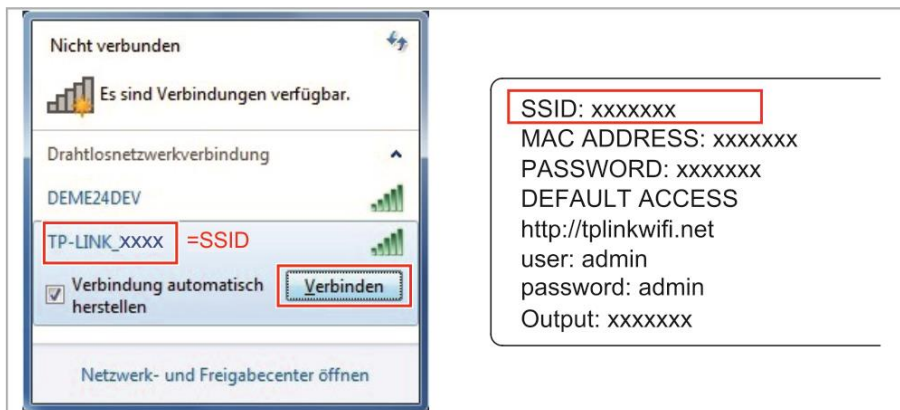 Nicht verbunden
Es sind Verbindungen verfügbar.
Drahtlosnetzwerkverbindung
DEME24DEV
TP-LINK_XXXX =SSID
Verbindung automatisch
herstellen
Verbinden
Netzwerk- und Freigabecenter öffnen
SSID: xxxxxxx
MAC ADDRESS: xxxxxxx
PASSWORD: xxxxxxx
DEFAULT ACCESS
http://tplinkwifi.net
user: admin
password: admin
Output: xxxxxxx